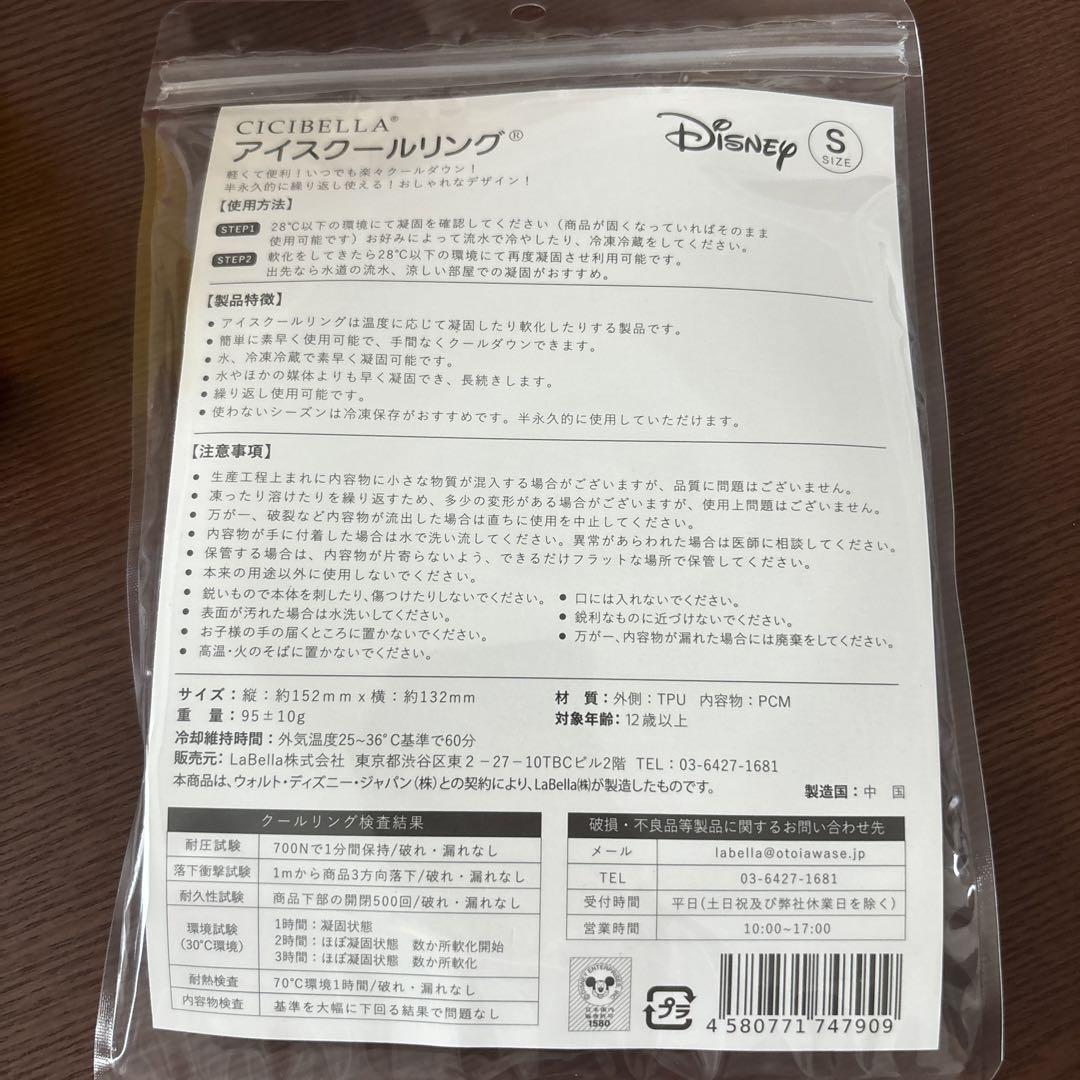 CICIBELLA®
アイスクールリング®
Disney
S
SIZE
軽くて便利！いつでも楽々クールダウン！
半永久的に繰り返し使える！おしゃれなデザイン！
【使用方法】
STEP1 28℃以下の環境にて凝固を確認してください（商品が固くなっていればそのまま
使用可能です）お好みによって流水で冷やしたり、冷凍冷蔵をしてください。
STEP2 軟化をしてきたら28℃以下の環境にて再度凝固させ利用可能です。
出先なら水道の流水、涼しい部屋での凝固がおすすめ。
【製品特徴】
● アイスクールリングは温度に応じて凝固したり軟化したりする製品です。
● 簡単に素早く使用可能で、手間なくクールダウンできます。
● 水、冷凍冷蔵で素早く凝固可能です。
● 水やほかの媒体よりも早く凝固でき、長続きします。
● 繰り返し使用可能です。
● 使わないシーズンは冷凍保存がおすすめです。半永久的に使用していただけます。
【注意事項】
● 生産工程上まれに内容物に小さな物質が混入する場合がございますが、品質に問題はございません。
● 凍ったり溶けたりを繰り返すため、多少の変形がある場合がございますが、使用上問題はございません。
● 万が一、破裂など内容物が流出した場合は直ちに使用を中止してください。
● 内容物が手に付着した場合は水で洗い流してください。異常があらわれた場合は医師に相談してください。
● 保管する場合は、内容物が片寄らないよう、できるだけフラットな場所で保管してください。
● 本来の用途以外に使用しないでください。
● 鋭いもので本体を刺したり、傷つけたりしないでください。
● 表面が汚れた場合は水洗いしてください。
● お子様の手の届くところに置かないでください。
● 高温・火のそばに置かないでください。
● 口には入れないでください。
● 鋭利なものに近づけないでください。
● 万が一、内容物が漏れた場合には廃棄をしてください。
サイズ：縦：約152mm x 横：約132mm
重 量：95±10g
材 質：外側：TPU 内容物：PCM
対象年齢：12歳以上
冷却維持時間：外気温度25~36℃基準で60分
販売元：LaBella株式会社 東京都渋谷区東2-27-10TBCビル2階 TEL：03-6427-1681
本商品は、ウォルト・ディズニー・ジャパン（株）との契約により、LaBella㈱が製造したものです。
製造国：中 国
クールリング検査結果
耐圧試験 700Nで1分間保持/破れ・漏れなし
落下衝撃試験 1mから商品3方向落下/破れ・漏れなし
耐久性試験 商品下部の開閉500回/破れ・漏れなし
環境試験
（30℃環境）
1時間：凝固状態
2時間：ほぼ凝固状態 数か所軟化開始
3時間：ほぼ凝固状態 数か所軟化
耐熱検査 70℃環境1時間/破れ・漏れなし
内容物検査 基準を大幅に下回る結果で問題なし
破損・不良品等製品に関するお問い合わせ先
メール labella@otoiawase.jp
TEL 03-6427-1681
受付時間 平日（土日祝及び弊社休業日を除く）
営業時間 10:00~17:00
1580
プラ
4 580771 747909